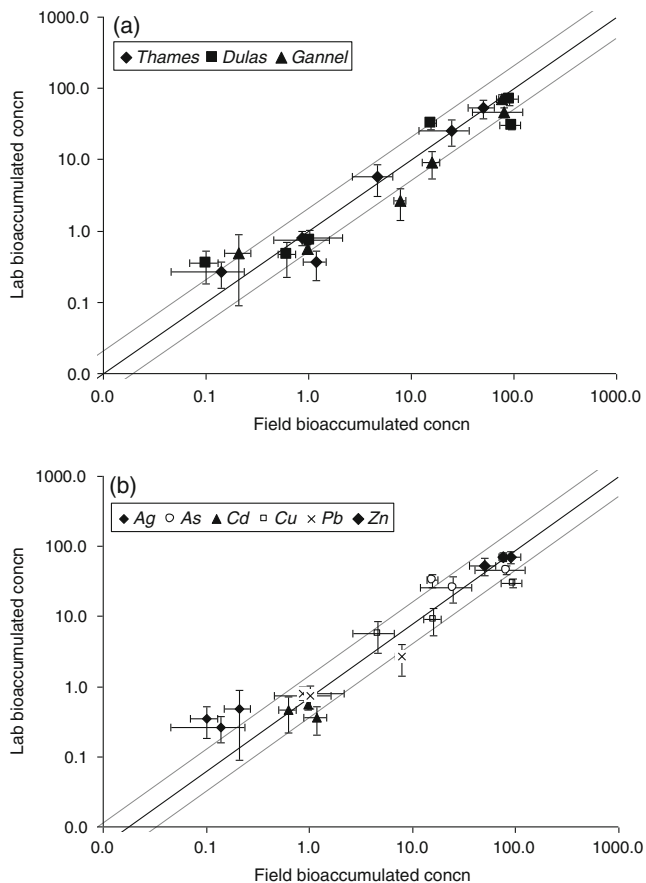 (a)
1000.0
◆ Thames ■ Dulas ▲ Gannel
100.0
10.0
1.0
0.1
0.0
Lab bioaccumulated concn
0.0 0.1 1.0 10.0 100.0 1000.0
Field bioaccumulated concn
(b)
1000.0
◆ Ag ○ As ▲ Cd □ Cu × Pb ◆ Zn
100.0
10.0
1.0
0.1
0.0
Lab bioaccumulated concn
0.0 0.1 1.0 10.0 100.0 1000.0
Field bioaccumulated concn